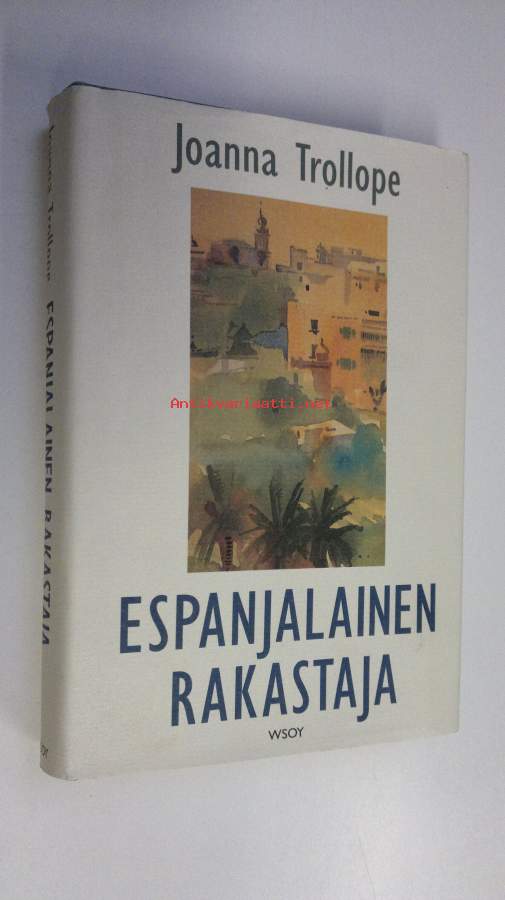 Joanna Trollope
Antikvariaatti.net
ESPANJALAINEN
RAKASTAJA
WSOY
Joanna Trollope ESPANJALAINEN RAKASTAJA